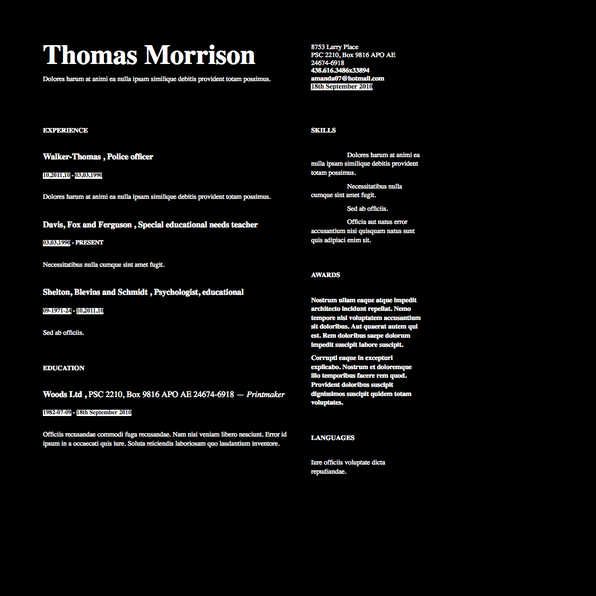 Thomas Morrison
Dolores harum at animi ea nulla ipsam similique debitis provident totam possimus.
8753 Larry Place
PSC 2210, Box 9816 APO AE
24674-6918
438.616.3486x33894
amanda07@hotmail.com
18th September 2010
EXPERIENCE
Walker-Thomas , Police officer
10.2011.10 - 03.03.1998
Dolores harum at animi ea nulla ipsam similique debitis provident totam possimus.
Davis, Fox and Ferguson , Special educational needs teacher
03.03.1998 - PRESENT
Necessitatibus nulla cumque sint amet fugit.
Shelton, Blevins and Schmidt , Psychologist, educational
09-1971-24 - 10.2011.10
Sed ab officiis.
EDUCATION
Woods Ltd , PSC 2210, Box 9816 APO AE 24674-6918 — Printmaker
1982-07-09 - 18th September 2010
Officiis recusandae commodi fuga recusandae. Nam nisi veniam libero nesciunt. Error id
ipsum in a occaecati quis iure. Soluta reiciendis laboriosam quo laudantium inventore.
SKILLS
Dolores harum at animi ea
nulla ipsam similique debitis provident
totam possimus.
Necessitatibus nulla
cumque sint amet fugit.
Sed ab officiis.
Officia aut natus error
accusantium nisi quisquam natus sunt
quis adipisci enim sit.
AWARDS
Nostrum ullam eaque atque impedit
architecto incidunt repellat. Nemo
tempore nisi voluptatem accusantium
sit doloribus. Aut quaerat autem qui
est. Rem doloribus saepe dolorum
impedit suscipit labore suscipit.
Corrupti eaque in excepturi
explicabo. Nostrum et doloremque
illo temporibus facere rem quod.
Provident doloribus suscipit
dignissimos suscipit quidem totam
voluptates.
LANGUAGES
Iure officiis voluptate dicta
repudiandae.